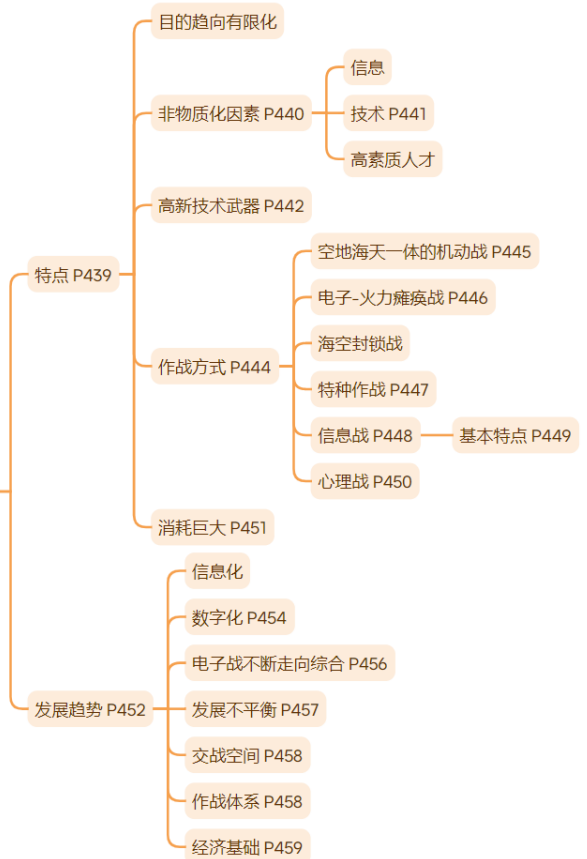 特点 P439
目的趋向有限化
非物质化因素 P440
信息
技术 P441
高素质人才
高新技术武器 P442
作战方式 P444
空地海天一体的机动战 P445
电子-火力瘫痪战 P446
海空封锁战
特种作战 P447
信息战 P448
基本特点 P449
心理战 P450
消耗巨大 P451
发展趋势 P452
信息化
数字化 P454
电子战不断走向综合 P456
发展不平衡 P457
交战空间 P458
作战体系 P458
经济基础 P459